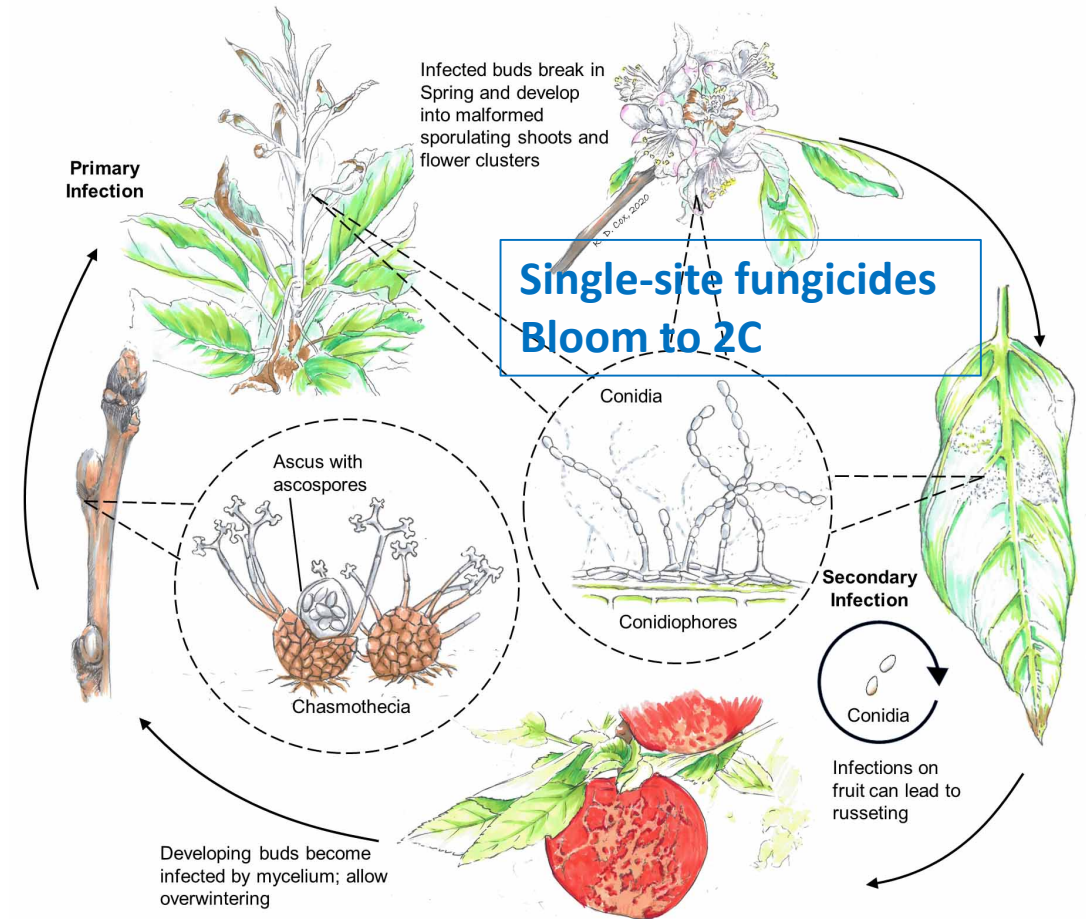 Infected buds break in
Spring and develop
into malformed
sporulating shoots and
flower clusters
Primary
Infection
K. D. Cox, 2020
Single-site fungicides
Bloom to 2C
Conidia
Ascus with
ascospores
Secondary
Infection
Conidiophores
Chasmothecia
Conidia
Infections on
fruit can lead to
russeting
Developing buds become
infected by mycelium; allow
overwintering